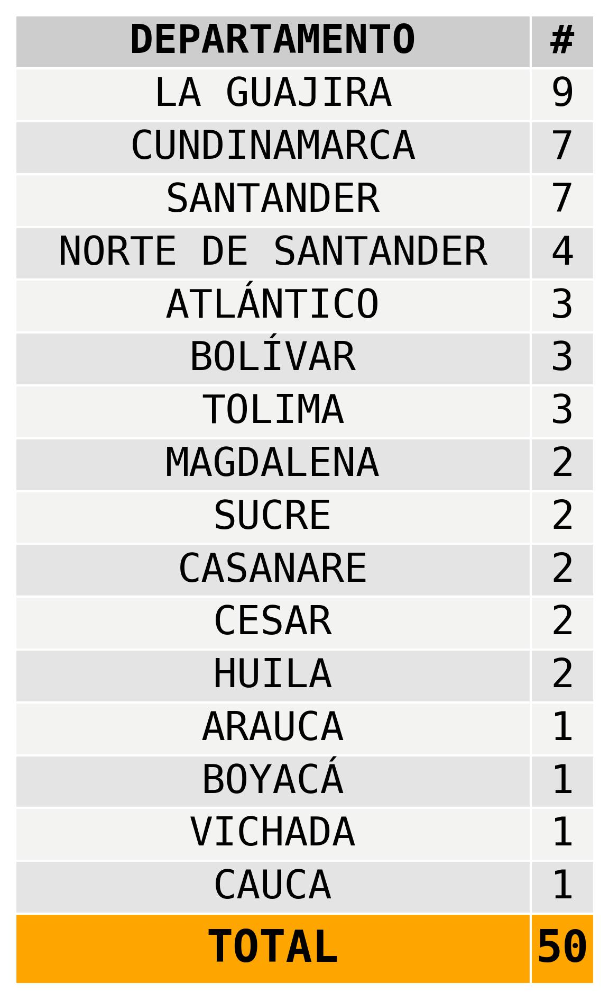 DEPARTAMENTO #
LA GUAJIRA 9
CUNDINAMARCA 7
SANTANDER 7
NORTE DE SANTANDER 4
ATLÁNTICO 3
BOLÍVAR 3
TOLIMA 3
MAGDALENA 2
SUCRE 2
CASANARE 2
CESAR 2
HUILA 2
ARAUCA 1
BOYACÁ 1
VICHADA 1
CAUCA 1
TOTAL 50